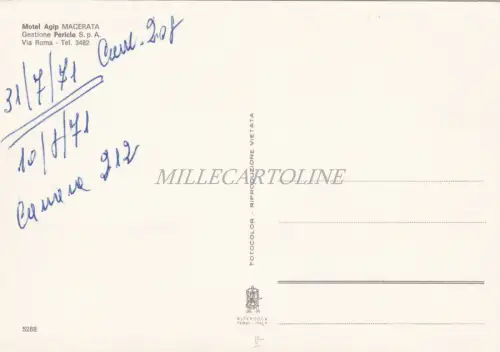 Motel Agip MACERATA
Gestione Pericle S. p. A.
Via Roma - Tel. 3482
31/7/71 Cam. 208
10/8/71
Camera 212
MILLECARTOLINE
FOTOCOLOR - RIPRODUZIONE VIETATA
5288